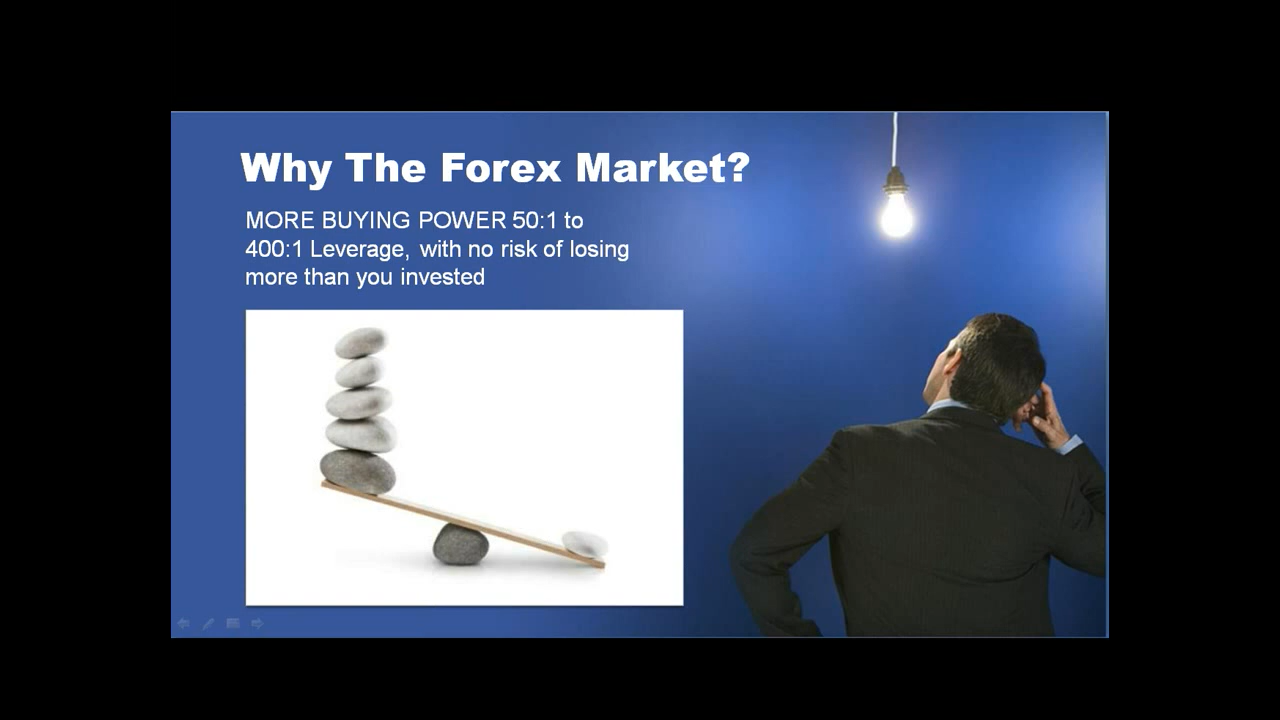 Why The Forex Market?
MORE BUYING POWER 50:1 to
400:1 Leverage, with no risk of losing
more than you invested